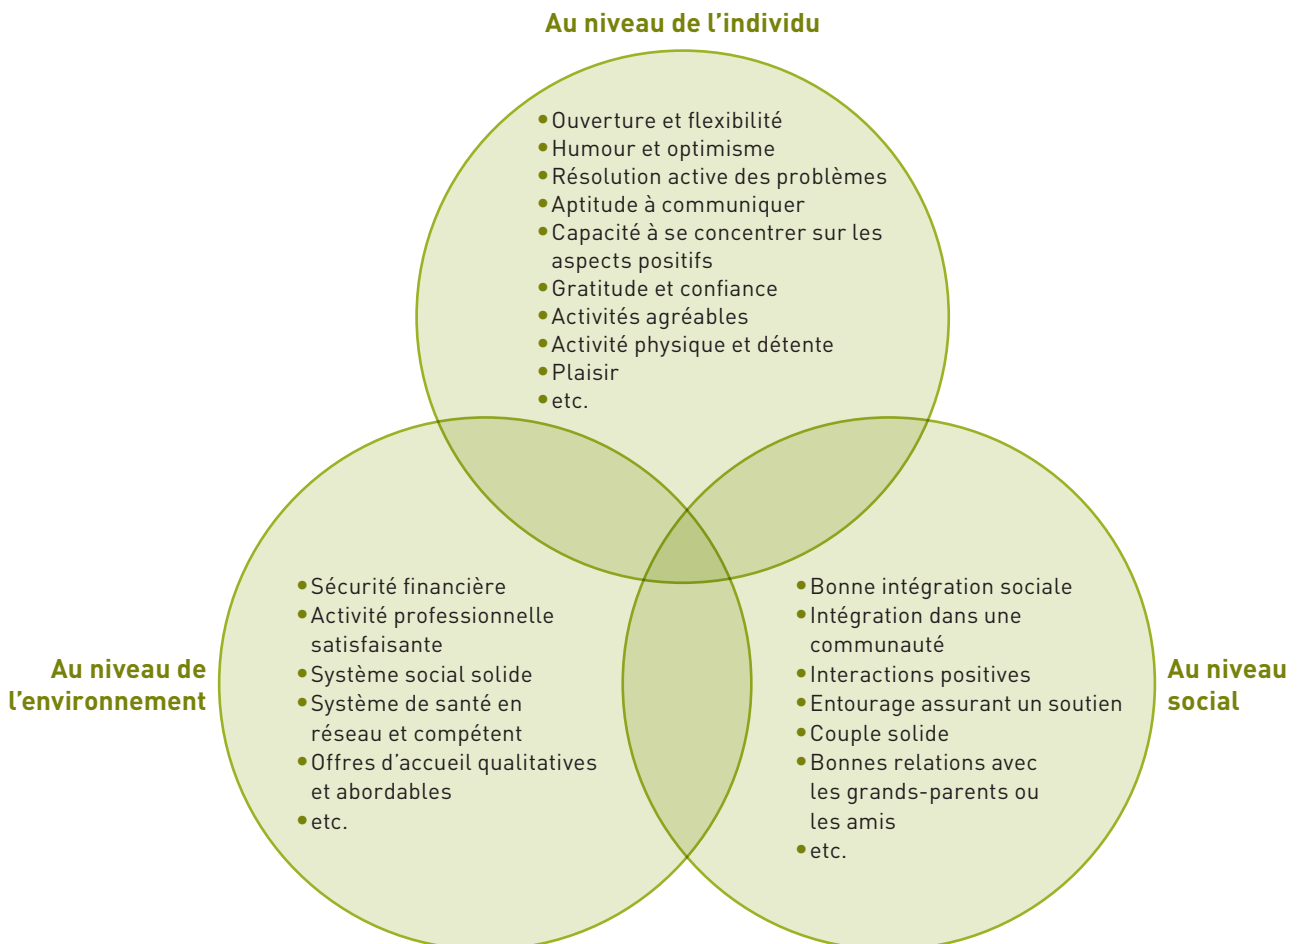 Au niveau de l’individu
• Ouverture et flexibilité
• Humour et optimisme
• Résolution active des problèmes
• Aptitude à communiquer
• Capacité à se concentrer sur les
aspects positifs
• Gratitude et confiance
• Activités agréables
• Activité physique et détente
• Plaisir
• etc.
Au niveau de
l’environnement
• Sécurité financière
• Activité professionnelle
satisfaisante
• Système social solide
• Système de santé en
réseau et compétent
• Offres d’accueil qualitatives
et abordables
• etc.
Au niveau
social
• Bonne intégration sociale
• Intégration dans une
communauté
• Interactions positives
• Entourage assurant un soutien
• Couple solide
• Bonnes relations avec
les grands-parents ou
les amis
• etc.